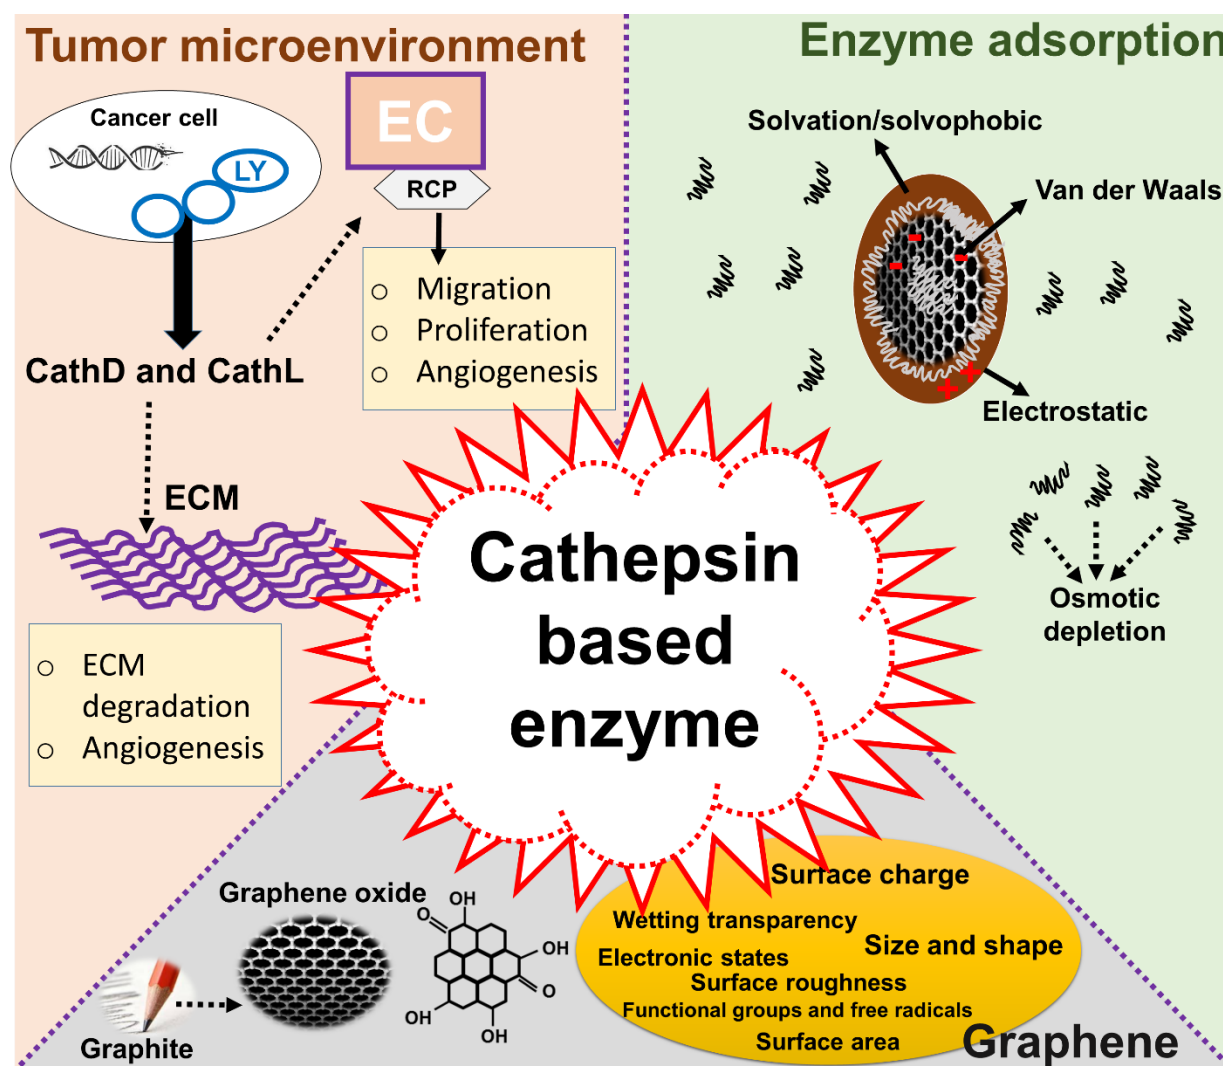 Tumor microenvironment
Cancer cell
LY
EC
RCP
○ Migration
○ Proliferation
○ Angiogenesis
CathD and CathL
ECM
○ ECM
degradation
○ Angiogenesis
Enzyme adsorption
Solvation/solvophobic
Van der Waals
-
-
-
+
+
Electrostatic
Osmotic
depletion
Cathepsin
based
enzyme
Graphene oxide
Graphite
OH
O
OH
O
OH
OH
Surface charge
Wetting transparency
Size and shape
Electronic states
Surface roughness
Functional groups and free radicals
Surface area
Graphene